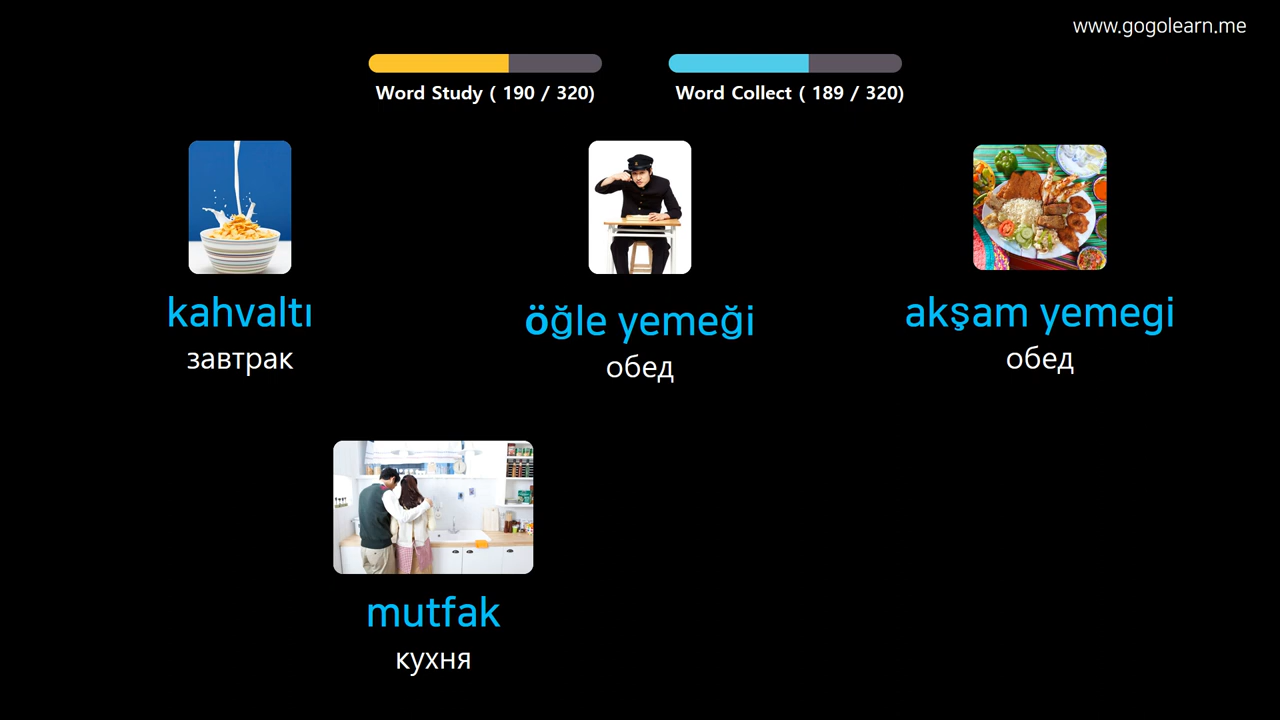 www.gogolearn.me
Word Study ( 190 / 320)
Word Collect ( 189 / 320)
kahvaltı
завтрак
öğle yemeği
обед
akşam yemegi
обед
mutfak
кухня